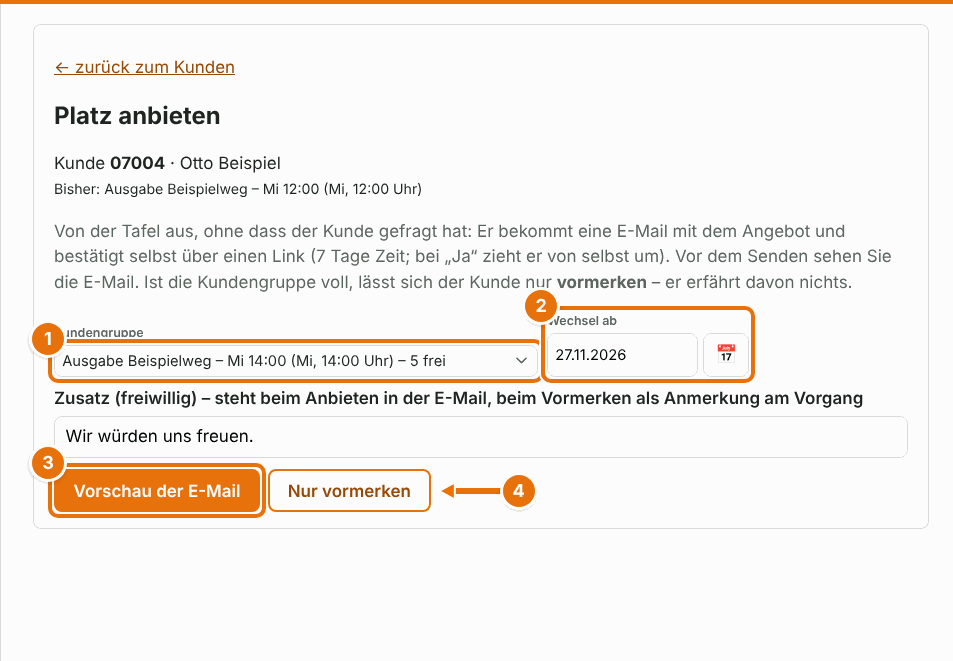 ← zurück zum Kunden
Platz anbieten
Kunde 07004 · Otto Beispiel
Bisher: Ausgabe Beispielweg – Mi 12:00 (Mi, 12:00 Uhr)
Von der Tafel aus, ohne dass der Kunde gefragt hat: Er bekommt eine E-Mail mit dem Angebot und
bestätigt selbst über einen Link (7 Tage Zeit; bei „Ja“ zieht er von selbst um). Vor dem Senden sehen Sie
die E-Mail. Ist die Kundengruppe voll, lässt sich der Kunde nur vormerken – er erfährt davon nichts.
1
undengruppe
Ausgabe Beispielweg – Mi 14:00 (Mi, 14:00 Uhr) – 5 frei
2
Wechsel ab
27.11.2026
17
Zusatz (freiwillig) – steht beim Anbieten in der E-Mail, beim Vormerken als Anmerkung am Vorgang
Wir würden uns freuen.
3
Vorschau der E-Mail
Nur vormerken
4